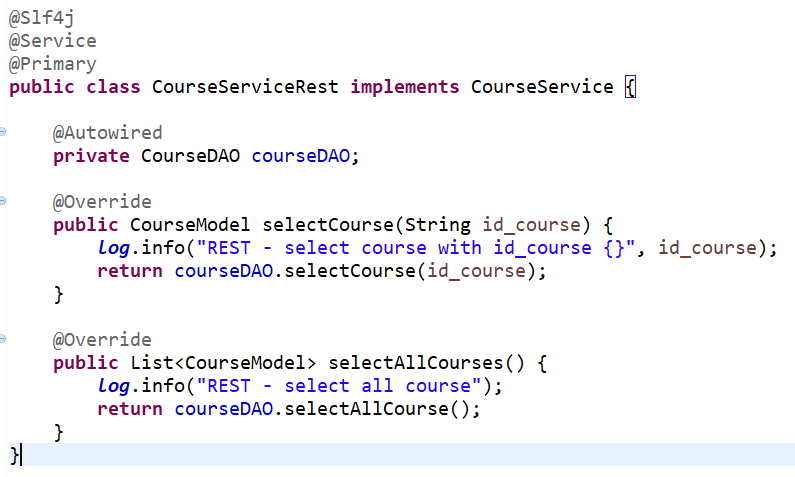 @Slf4j
@Service
@Primary
public class CourseServiceRest implements CourseService {
@Autowired
private CourseDAO courseDAO;
@Override
public CourseModel selectCourse(String id_course) {
log.info("REST - select course with id_course {}", id_course);
return courseDAO.selectCourse(id_course);
}
@Override
public List<CourseModel> selectAllCourses() {
log.info("REST - select all course");
return courseDAO.selectAllCourse();
}
}